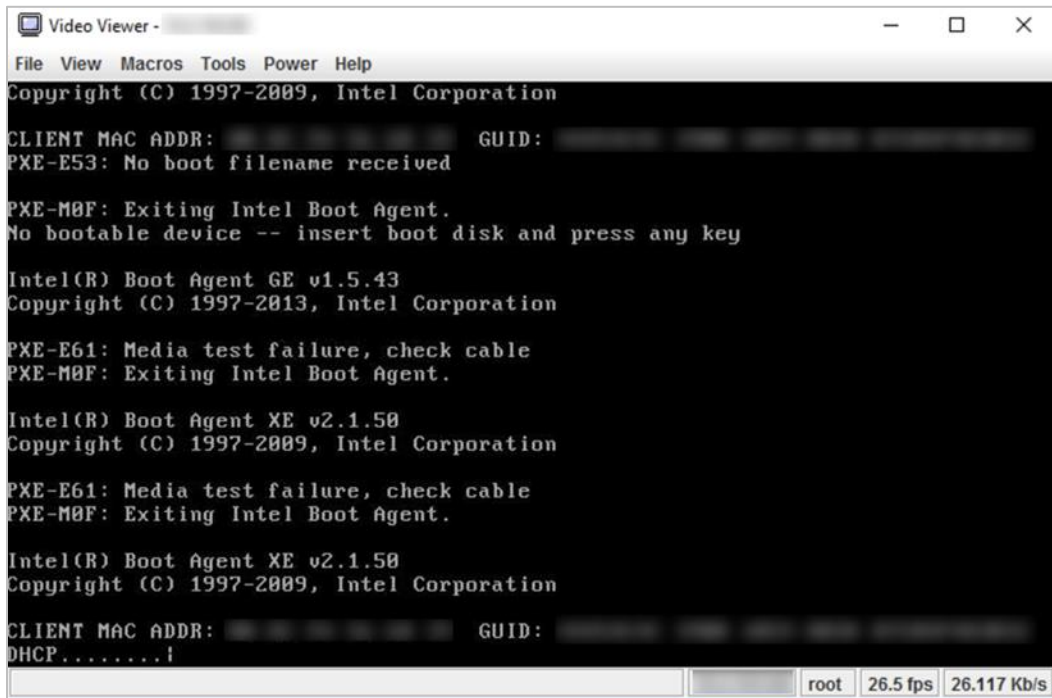 Video Viewer -
File View Macros Tools Power Help
Copyright (C) 1997-2009, Intel Corporation
CLIENT MAC ADDR: GUID:
PXE-E53: No boot filename received
PXE-M0F: Exiting Intel Boot Agent.
No bootable device -- insert boot disk and press any key
Intel(R) Boot Agent GE v1.5.43
Copyright (C) 1997-2013, Intel Corporation
PXE-E61: Media test failure, check cable
PXE-M0F: Exiting Intel Boot Agent.
Intel(R) Boot Agent XE v2.1.50
Copyright (C) 1997-2009, Intel Corporation
PXE-E61: Media test failure, check cable
PXE-M0F: Exiting Intel Boot Agent.
Intel(R) Boot Agent XE v2.1.50
Copyright (C) 1997-2009, Intel Corporation
CLIENT MAC ADDR: GUID:
DHCP........|
root 26.5 fps 26.117 Kb/s